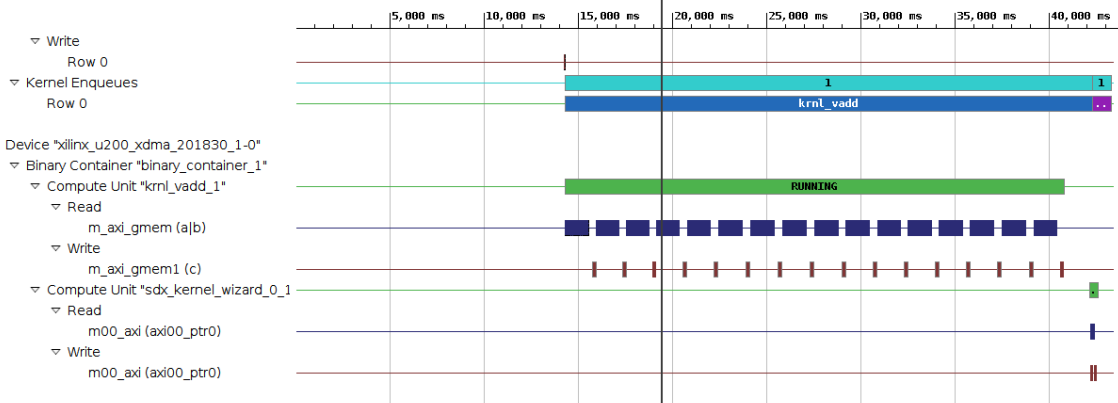 5,000 ms 10,000 ms 15,000 ms 20,000 ms 25,000 ms 30,000 ms 35,000 ms 40,000 ms
Write
Row 0
Kernel Enqueues 1 1
Row 0 krnl_vadd ..
Device "xilinx_u200_xdma_201830_1-0"
Binary Container "binary_container_1"
Compute Unit "krnl_vadd_1" RUNNING
Read
m_axi_gmem (a|b)
Write
m_axi_gmem1 (c)
Compute Unit "sdx_kernel_wizard_0_1 .
Read
m00_axi (axi00_ptr0)
Write
m00_axi (axi00_ptr0)